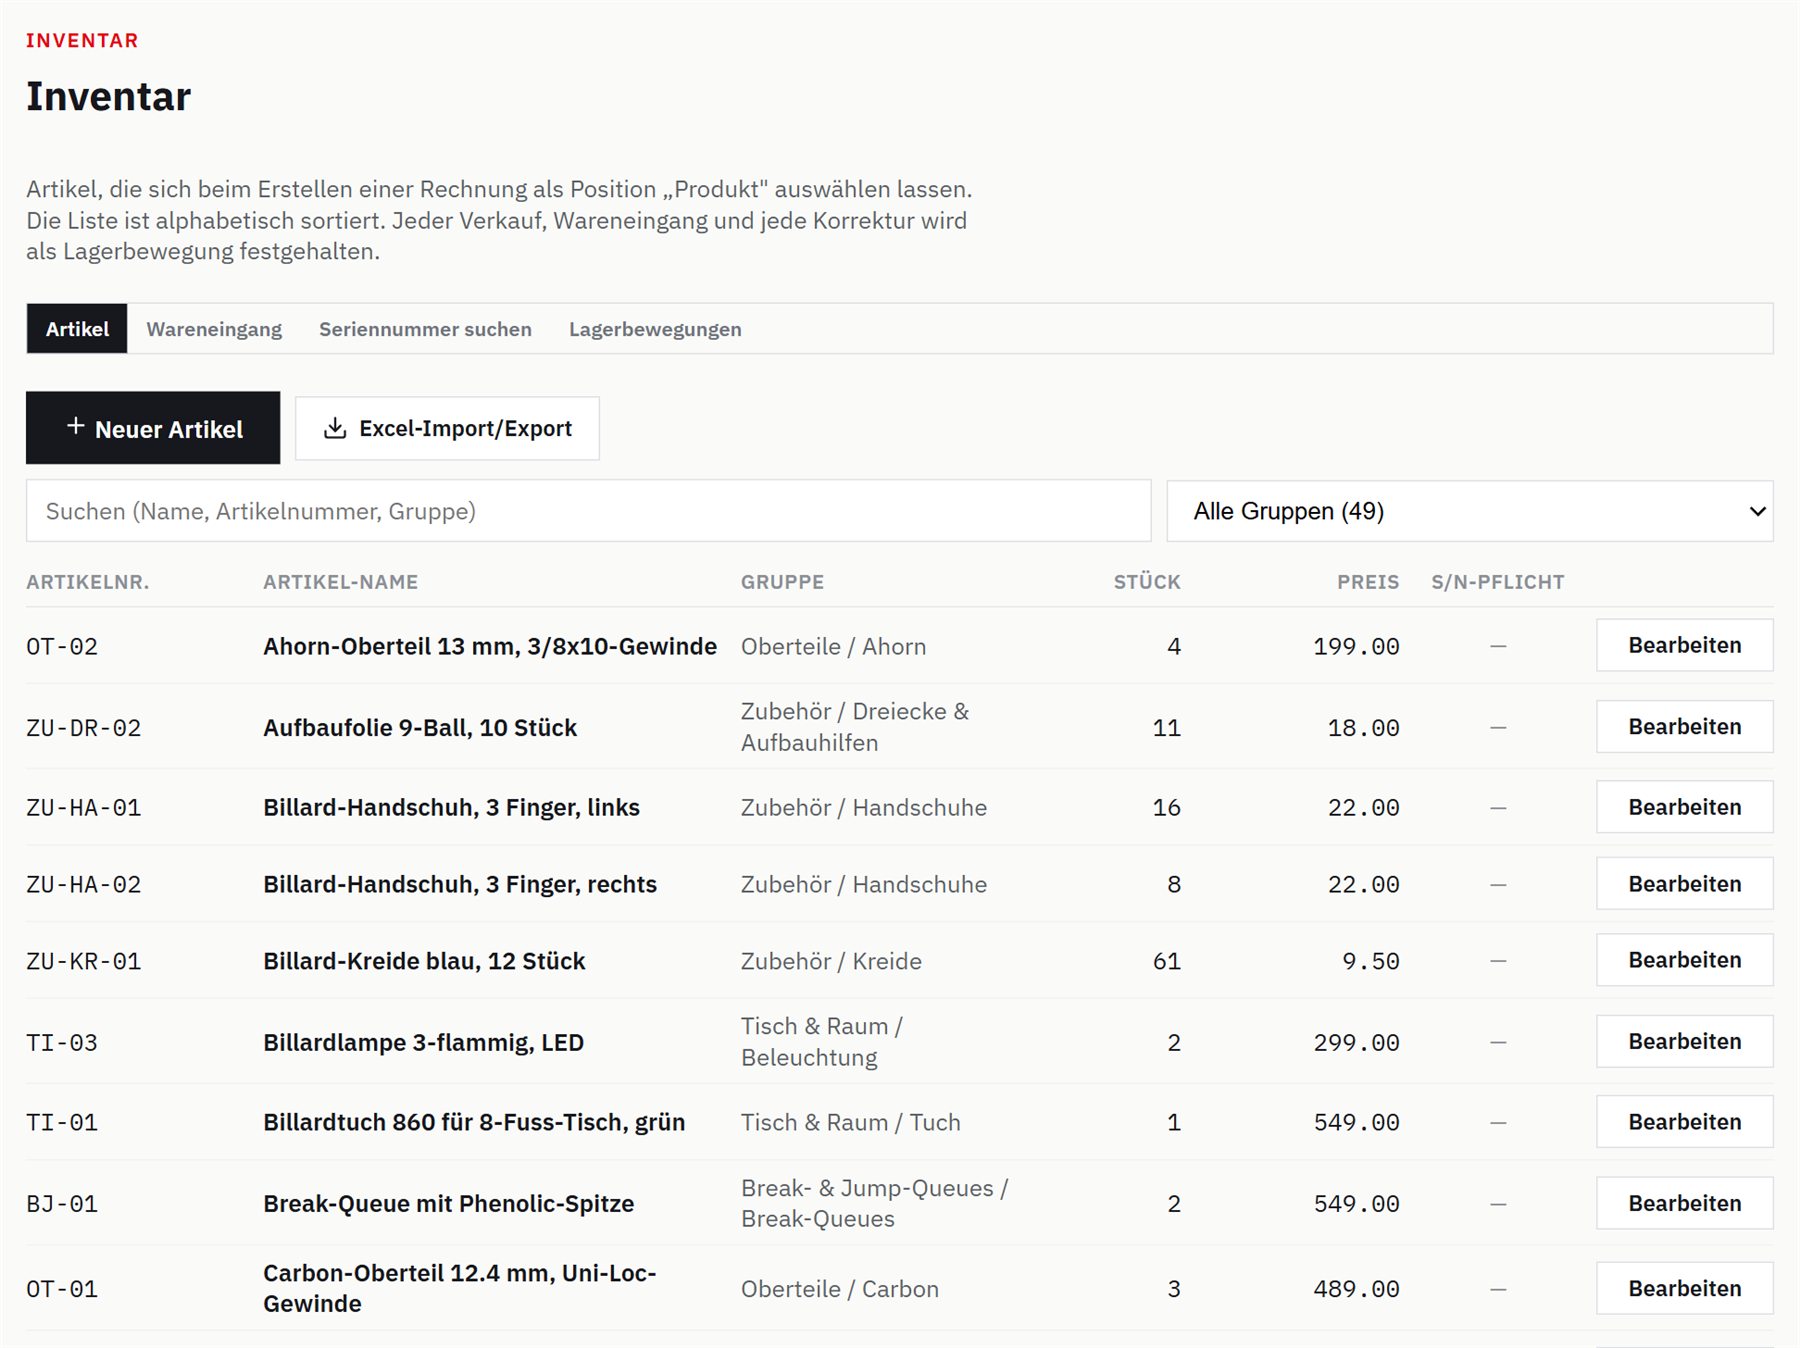 INVENTAR
Inventar
Artikel, die sich beim Erstellen einer Rechnung als Position „Produkt" auswählen lassen.
Die Liste ist alphabetisch sortiert. Jeder Verkauf, Wareneingang und jede Korrektur wird
als Lagerbewegung festgehalten.
Artikel Wareneingang Seriennummer suchen Lagerbewegungen
+ Neuer Artikel Excel-Import/Export
Suchen (Name, Artikelnummer, Gruppe) Alle Gruppen (49)
ARTIKELNR. ARTIKEL-NAME GRUPPE STÜCK PREIS S/N-PFLICHT
OT-02 Ahorn-Oberteil 13 mm, 3/8x10-Gewinde Oberteile / Ahorn 4 199.00 — Bearbeiten
ZU-DR-02 Aufbaufolie 9-Ball, 10 Stück Zubehör / Dreiecke &
Aufbauhilfen 11 18.00 — Bearbeiten
ZU-HA-01 Billard-Handschuh, 3 Finger, links Zubehör / Handschuhe 16 22.00 — Bearbeiten
ZU-HA-02 Billard-Handschuh, 3 Finger, rechts Zubehör / Handschuhe 8 22.00 — Bearbeiten
ZU-KR-01 Billard-Kreide blau, 12 Stück Zubehör / Kreide 61 9.50 — Bearbeiten
TI-03 Billardlampe 3-flammig, LED Tisch & Raum /
Beleuchtung 2 299.00 — Bearbeiten
TI-01 Billardtuch 860 für 8-Fuss-Tisch, grün Tisch & Raum / Tuch 1 549.00 — Bearbeiten
BJ-01 Break-Queue mit Phenolic-Spitze Break- & Jump-Queues /
Break-Queues 2 549.00 — Bearbeiten
OT-01 Carbon-Oberteil 12.4 mm, Uni-Loc-
Gewinde Oberteile / Carbon 3 489.00 — Bearbeiten